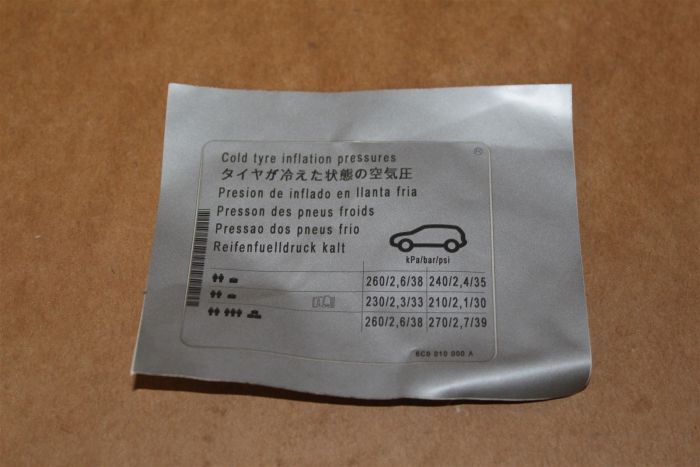 Cold tyre inflation pressures
タイヤが冷えた状態の空気圧
Presion de inflado en llanta fria
Presson des pneus froids
Pressao dos pneus frio
Reifenfuelldruck kalt
kPa/bar/psi
260/2,6/38 240/2,4/35
230/2,3/33 210/2,1/30
260/2,6/38 270/2,7/39
6C0 010 000 A